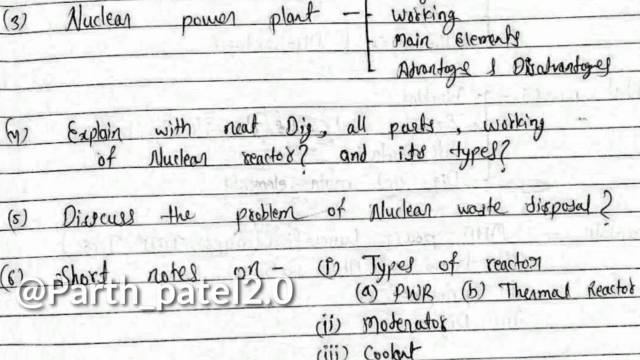 (3) Nuclear power plant - Working
Main Elements
Advantages & Disatvantages
(4) Explain with neat Dig, all parts, working
of Nuclear reactor? and its types?
(5) Discuss the problem of Nuclear waste disposal?
(6) Short notes on - (i) Types of reactor
(a) PWR (b) Thermal Reactor
@Parth_patel2.0
(ii) Moderator
(iii) Coolant